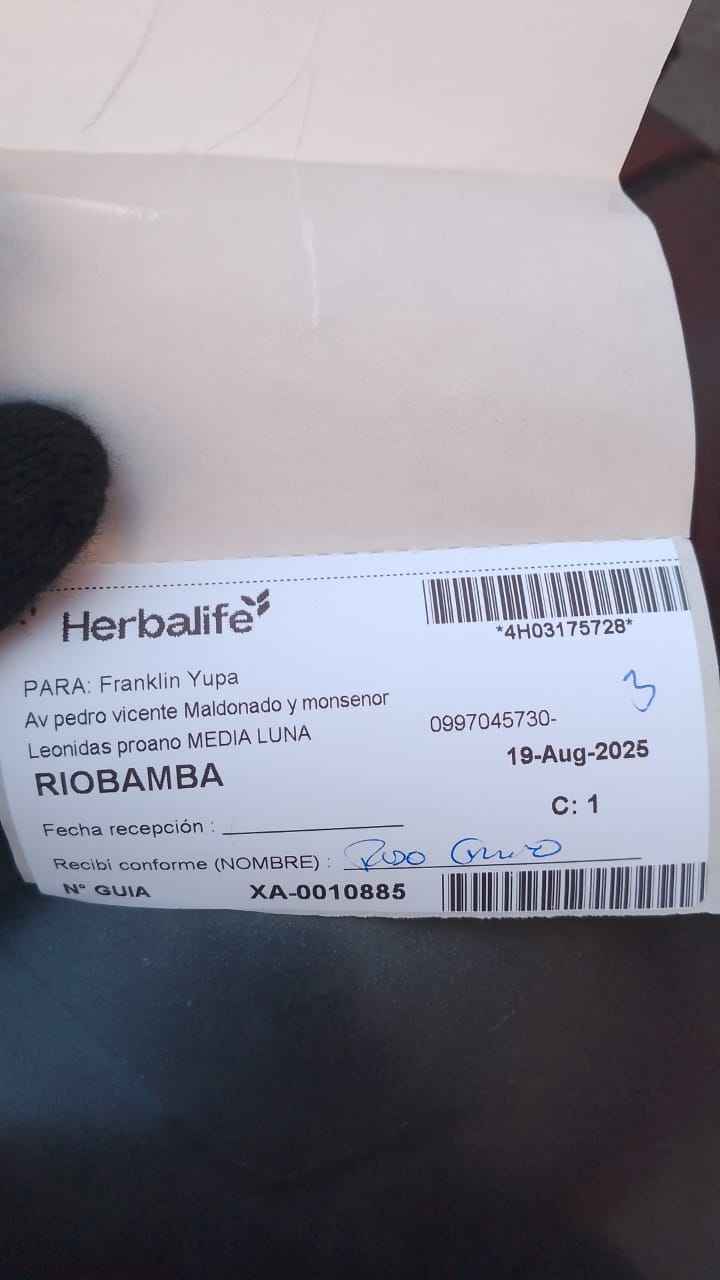 Herbalife
*4H03175728*
PARA: Franklin Yupa
3
Av pedro vicente Maldonado y monsenor
0997045730-
Leonidas proano MEDIA LUNA
19-Aug-2025
RIOBAMBA
C: 1
Fecha recepción :
Recibi conforme (NOMBRE) :
N° GUIA XA-0010885